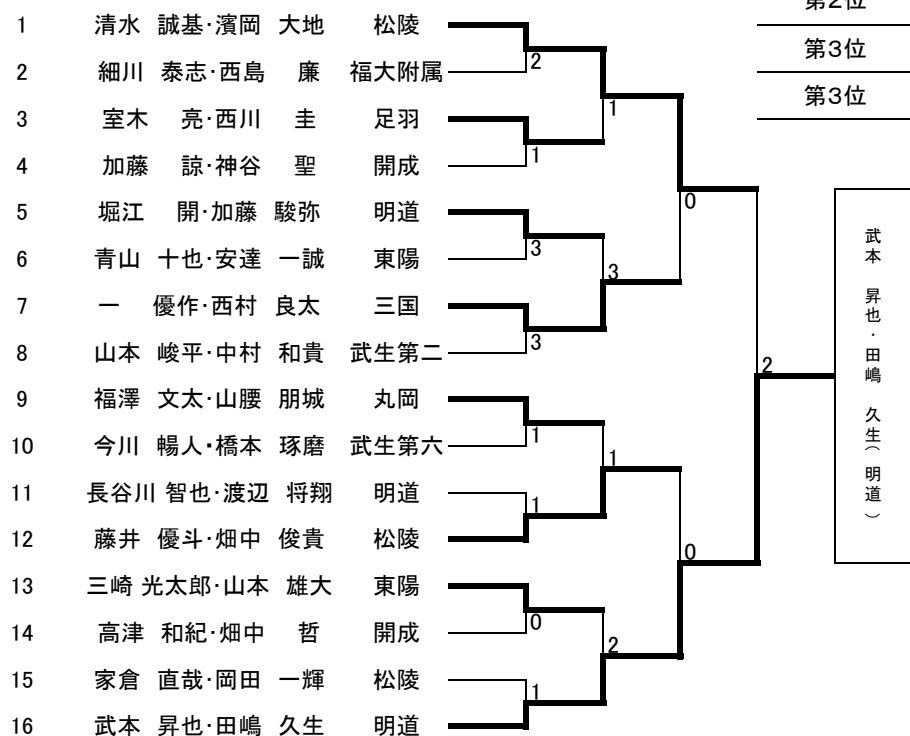 第2位
第3位
第3位
1 清水 誠基・濱岡 大地 松陵
2 細川 泰志・西島 廉 福大附属
2
3 室木 亮・西川 圭 足羽
1
4 加藤 諒・神谷 聖 開成
1
5 堀江 開・加藤 駿弥 明道
0
6 青山 十也・安達 一誠 東陽
3
3
7 一 優作・西村 良太 三国
8 山本 峻平・中村 和貴 武生第二
3
2
9 福澤 文太・山腰 朋城 丸岡
10 今川 暢人・橋本 琢磨 武生第六
1
1
11 長谷川 智也・渡辺 将翔 明道
1
12 藤井 優斗・畑中 俊貴 松陵
0
13 三崎 光太郎・山本 雄大 東陽
14 高津 和紀・畑中 哲 開成
0
2
15 家倉 直哉・岡田 一輝 松陵
1
16 武本 昇也・田嶋 久生 明道
武本 昇也・田嶋 久生(明道)